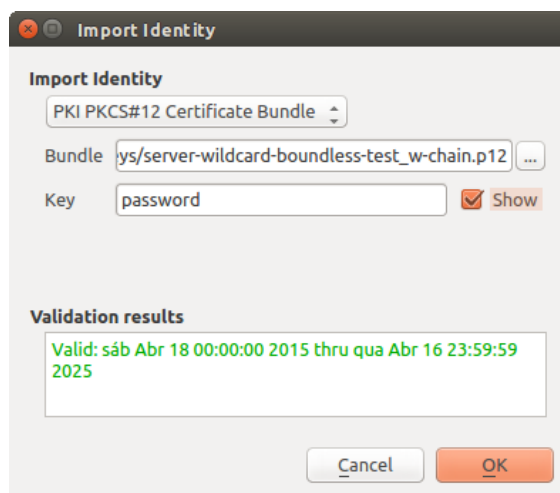 Import Identity
Import Identity
PKI PKCS#12 Certificate Bundle
Bundle ys/server-wildcard-boundless-test_w-chain.p12 ...
Key password Show
Validation results
Valid: sáb Abr 18 00:00:00 2015 thru qua Abr 16 23:59:59
2025
Cancel OK